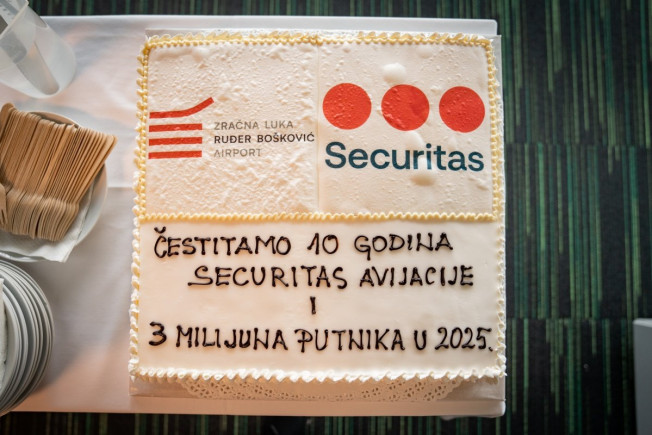 ZRAČNA LUKA
RUĐER BOŠKOVIĆ
AIRPORT
Securitas
ČESTITAMO 10 GODINA
SECURITAS AVIJACIJE
I
3 MILIJUNA PUTNIKA U 2025.